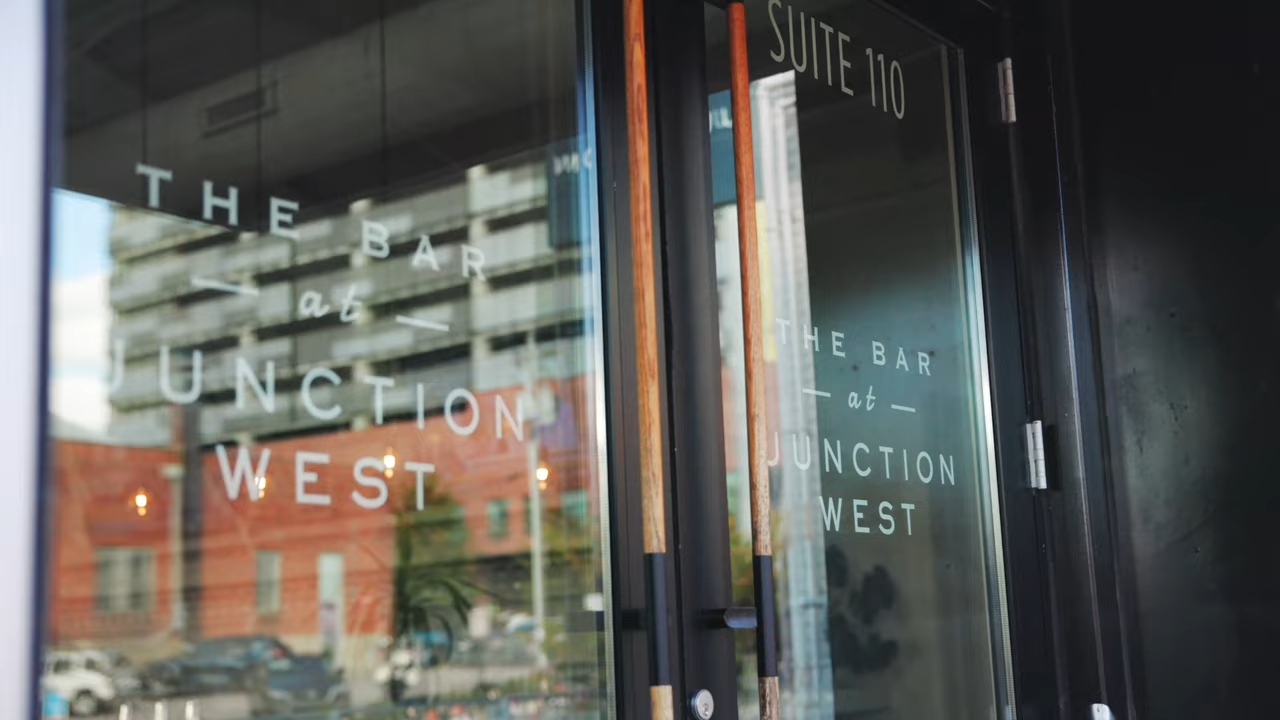 THE BAR
at
JUNCTION
WEST
SUITE 110
THE BAR
at
JUNCTION
WEST